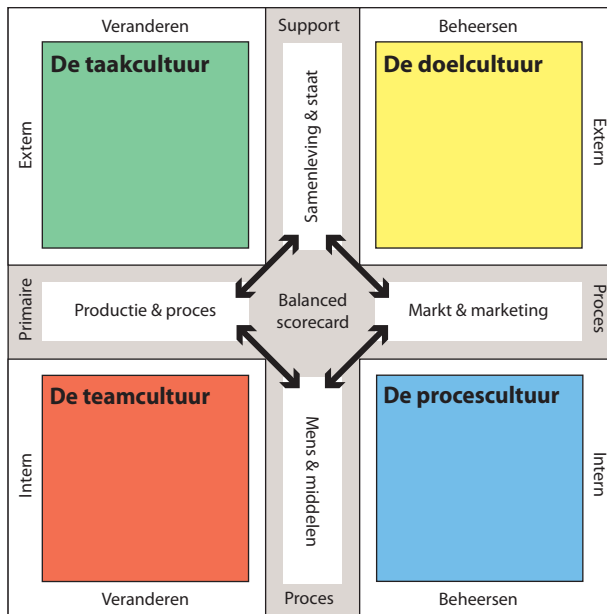 Veranderen
Support
Beheersen
De taakcultuur
De doelcultuur
Extern
Samenleving & staat
Extern
Primaire
Productie & proces
Balanced
scorecard
Markt & marketing
Proces
De teamcultuur
De procescultuur
Intern
Mens & middelen
Intern
Veranderen
Proces
Beheersen